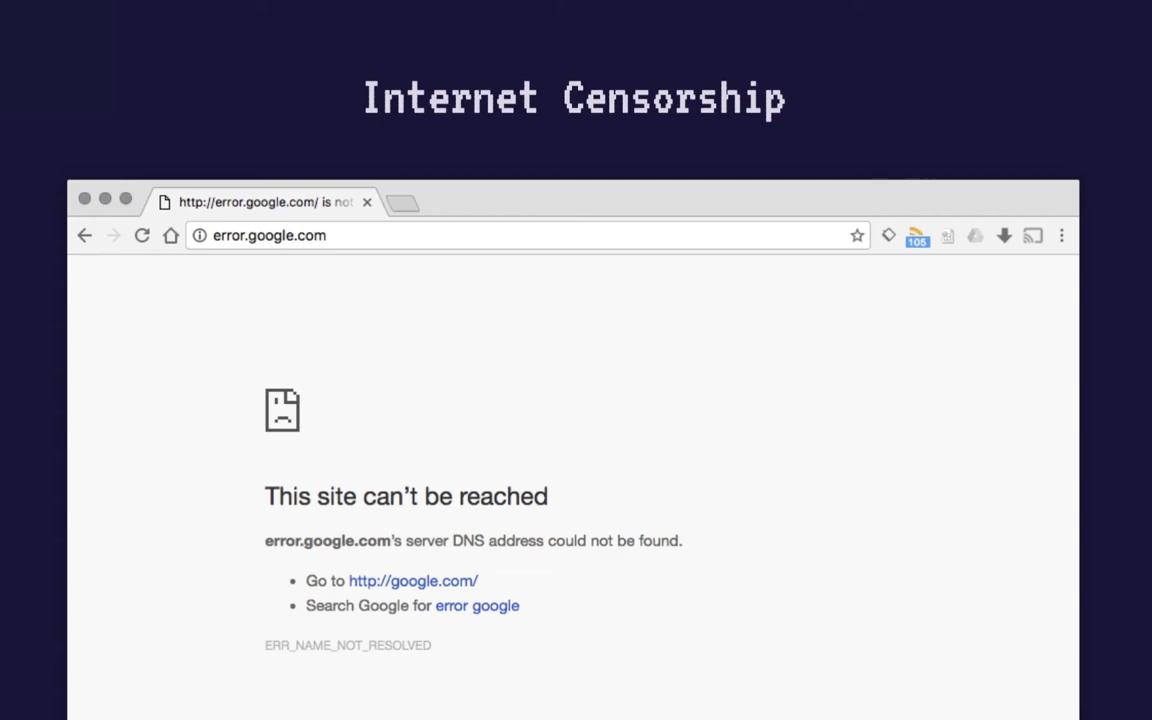 Internet Censorship
http://error.google.com/ is not
error.google.com
105
This site can’t be reached
error.google.com’s server DNS address could not be found.
• Go to http://google.com/
• Search Google for error google
ERR_NAME_NOT_RESOLVED